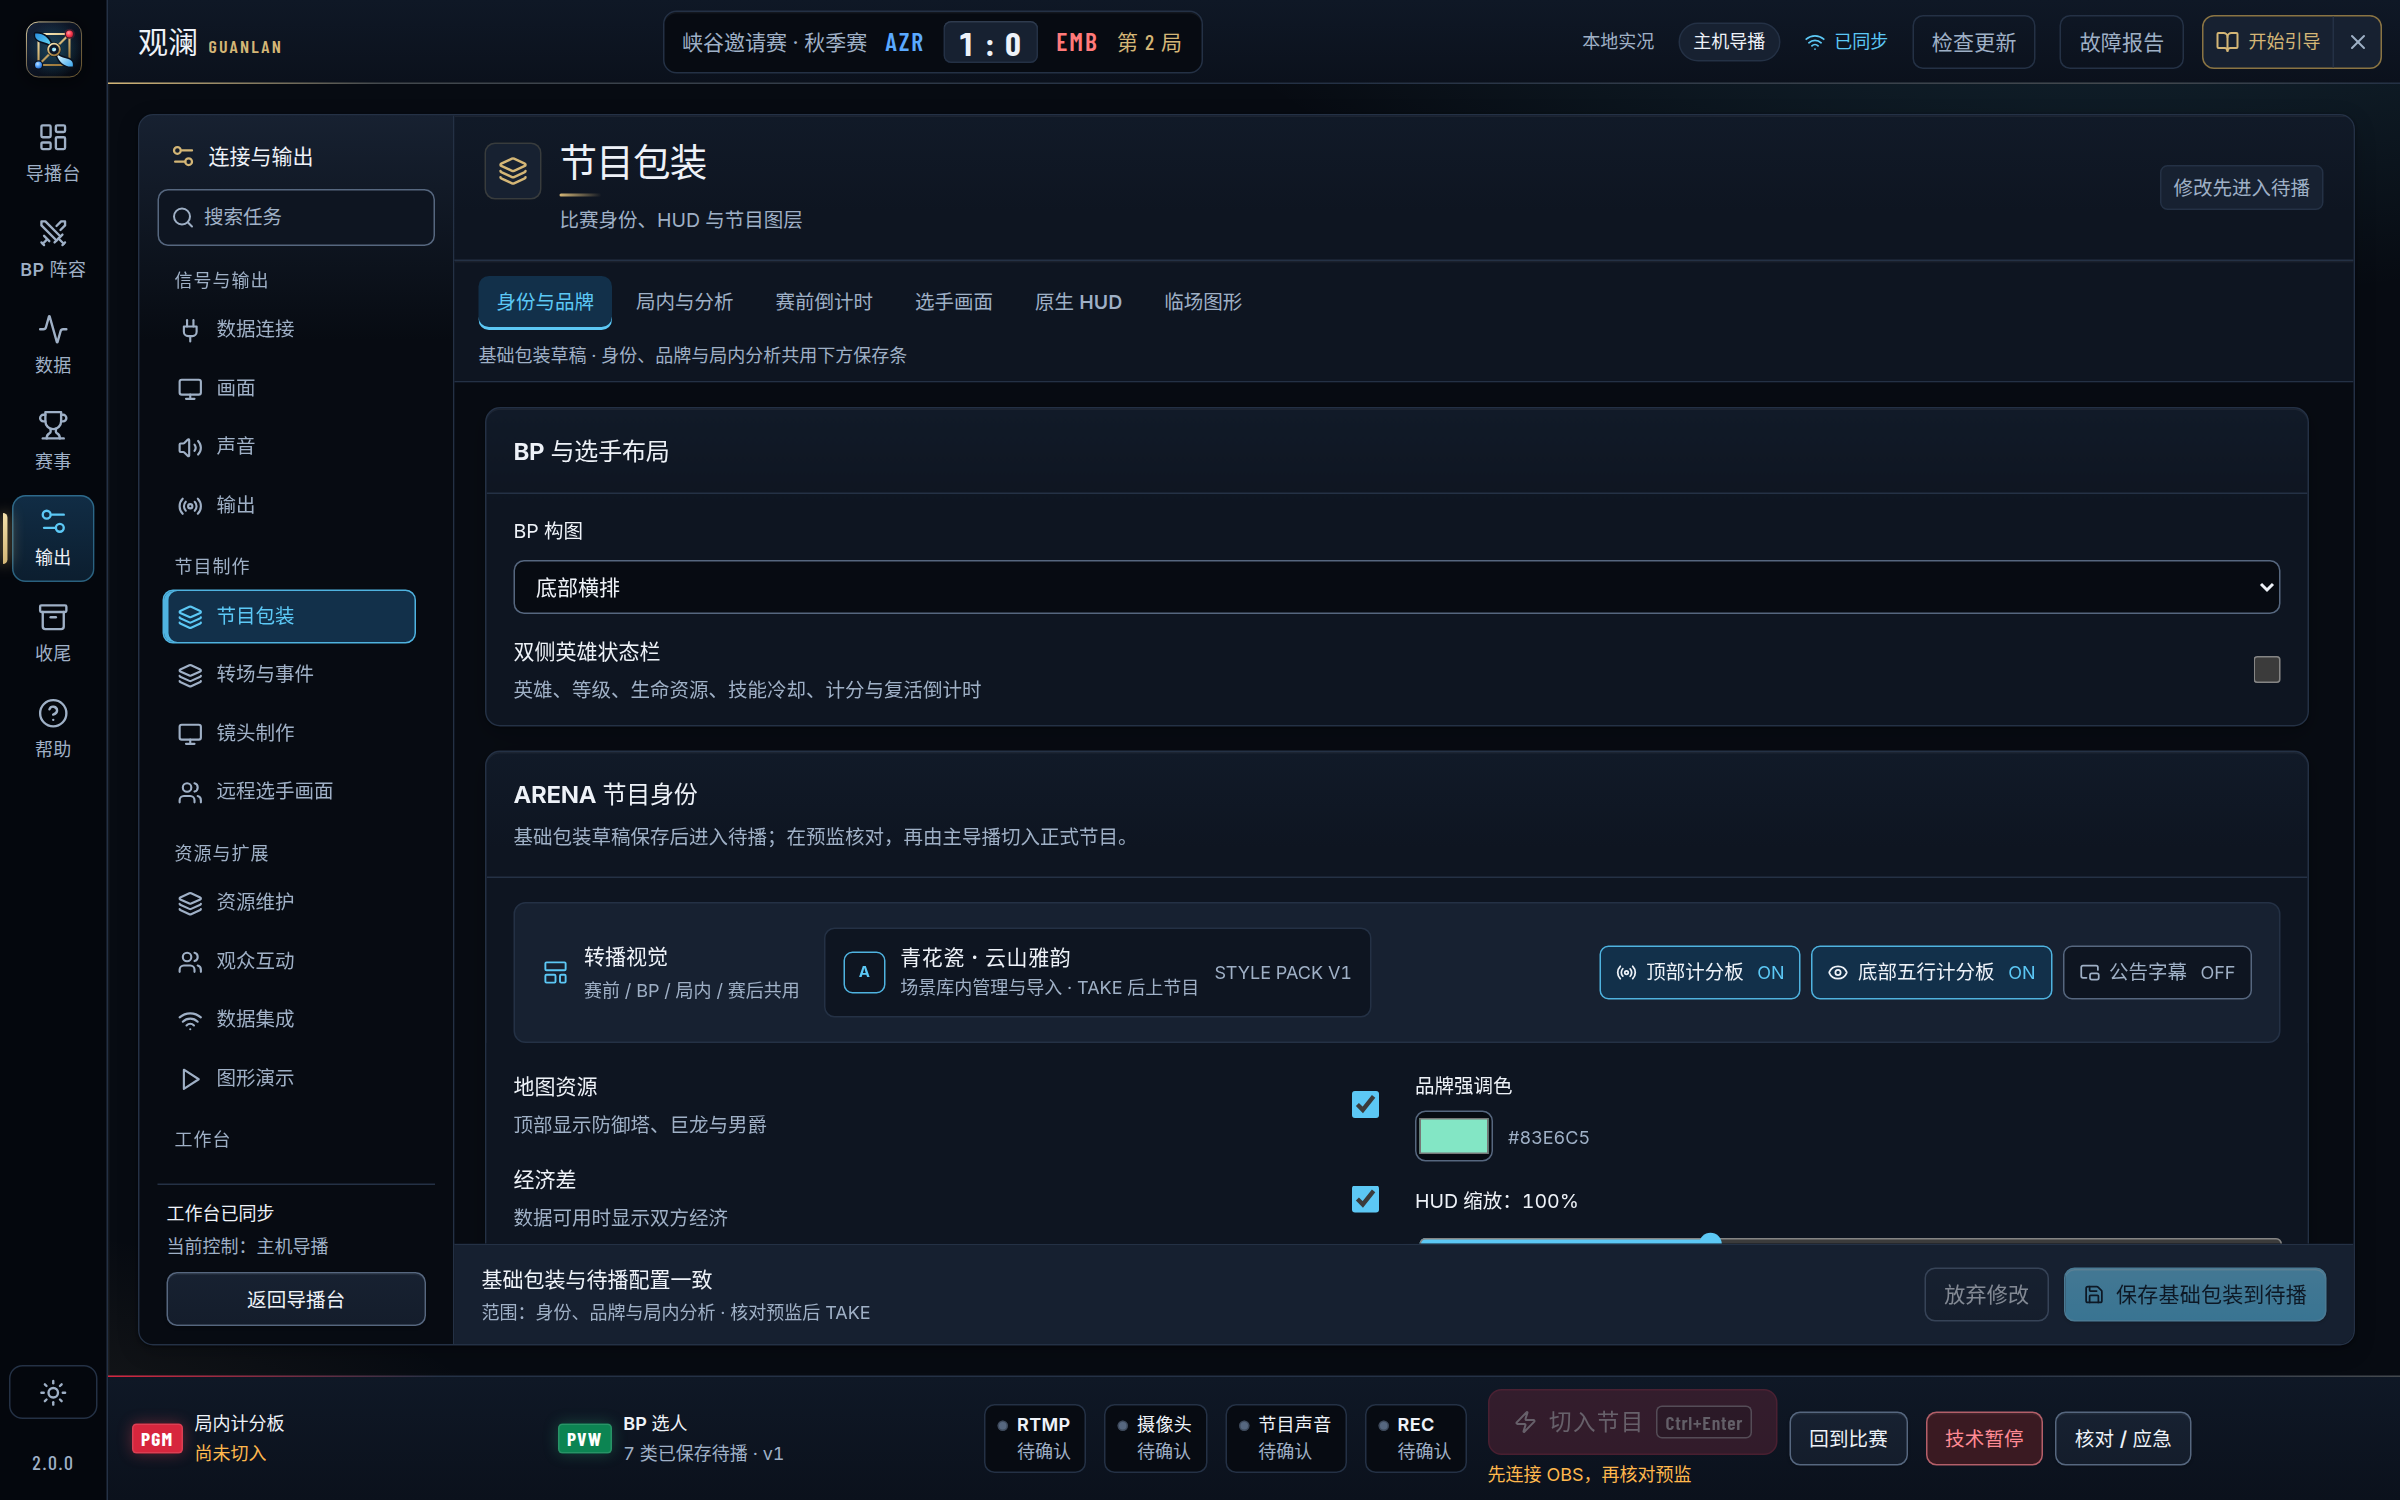 观澜 GUANLAN
峡谷邀请赛 · 秋季赛 AZR 1 : 0 EMB 第 2 局
本地实况 主机导播 已同步 检查更新 故障报告 开始引导
导播台
BP 阵容
数据
赛事
输出
收尾
帮助
2.0.0
连接与输出
搜索任务
信号与输出
数据连接
画面
声音
输出
节目制作
节目包装
转场与事件
镜头制作
远程选手画面
资源与扩展
资源维护
观众互动
数据集成
图形演示
工作台
工作台已同步
当前控制：主机导播
返回导播台
节目包装
比赛身份、HUD 与节目图层
修改先进入待播
身份与品牌 局内与分析 赛前倒计时 选手画面 原生 HUD 临场图形
基础包装草稿 · 身份、品牌与局内分析共用下方保存条
BP 与选手布局
BP 构图
底部横排
双侧英雄状态栏
英雄、等级、生命资源、技能冷却、计分与复活倒计时
ARENA 节目身份
基础包装草稿保存后进入待播；在预监核对，再由主导播切入正式节目。
转播视觉
赛前 / BP / 局内 / 赛后共用
A
青花瓷 · 云山雅韵
场景库内管理与导入 · TAKE 后上节目
STYLE PACK V1
顶部计分板 ON 底部五行计分板 ON 公告字幕 OFF
地图资源
顶部显示防御塔、巨龙与男爵
经济差
数据可用时显示双方经济
品牌强调色
#83E6C5
HUD 缩放：100%
基础包装与待播配置一致
范围：身份、品牌与局内分析 · 核对预监后 TAKE
放弃修改 保存基础包装到待播
PGM 局内计分板
尚未切入
PVW BP 选人
7 类已保存待播 · v1
RTMP
待确认
摄像头
待确认
节目声音
待确认
REC
待确认
切入节目 Ctrl+Enter
先连接 OBS，再核对预监
回到比赛 技术暂停 核对 / 应急